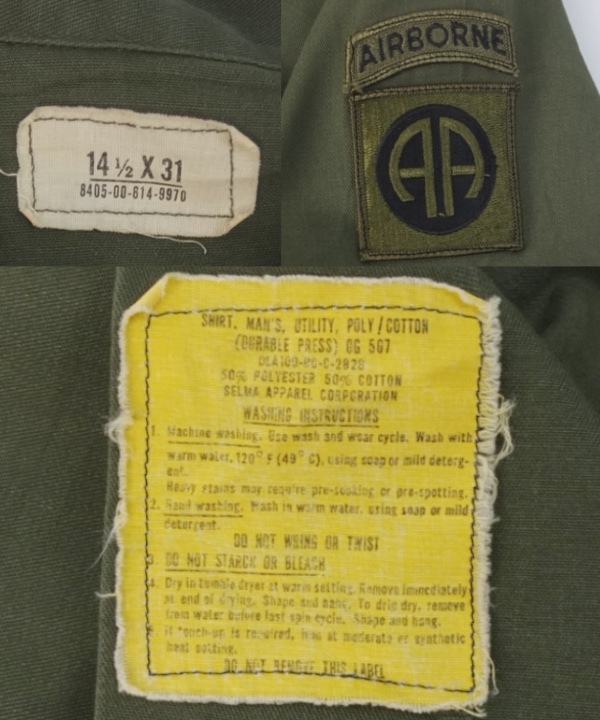 14 ½ X 31
8405-00-614-9970
AIRBORNE
AA
SHIRT, MAN'S, UTILITY, POLY/COTTON
(DURABLE PRESS) OG 507
50% POLYESTER 50% COTTON
SELMA APPAREL CORPORATION
WASHING INSTRUCTIONS
1. Machine washing. Use wash and wear cycle. Wash with
warm water, 120° F (49° C), using soap or mild deterg-
ent.
Heavy stains may require pre-soaking or pre-spotting.
2. Hand washing. Wash in warm water, using soap or mild
detergent.
DO NOT WRING OR TWIST
3. DO NOT STARCH OR BLEACH
4. Dry in tumble dryer at warm setting. Remove immediately
at end of drying. Shape and hang. To drip dry, remove
from water before last spin cycle. Shape and hang.
5. If touch-up is required, iron at moderate or synthetic
heat setting.
DO NOT REMOVE THIS LABEL